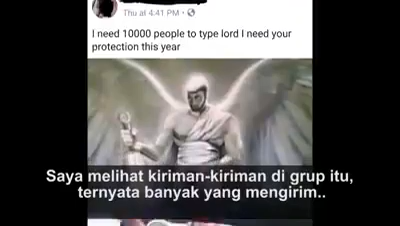 Thu at 4:41 PM •
I need 10000 people to type lord I need your
protection this year
Saya melihat kiriman-kiriman di grup itu,
ternyata banyak yang mengirim..